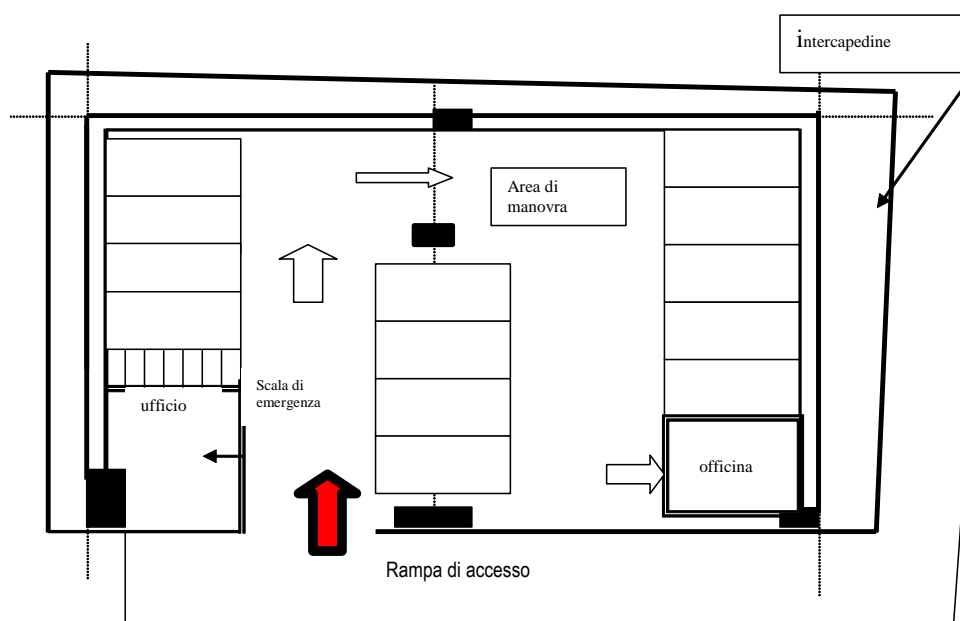 intercapedine
Area di
manovra
Scala di
emergenza
ufficio
officina
Rampa di accesso